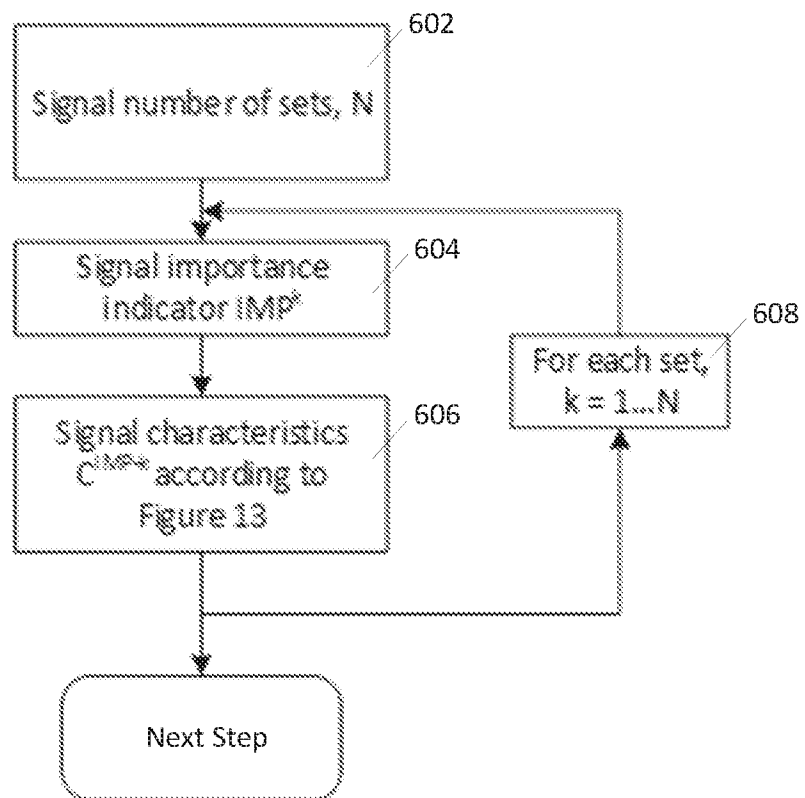 602
Signal number of sets, N
604
Signal importance
indicator IMPᵏ
608
For each set,
k = 1...N
606
Signal characteristics
according to
Figure 13
Next Step